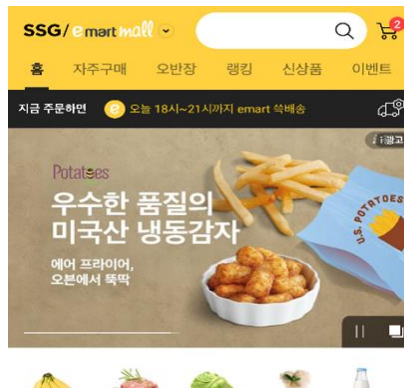 SSG/emart mall
2
홈 자주구매 오반장 랭킹 신상품 이벤트
지금 주문하면 e 오늘 18시~21시까지 emart 쓱배송
광고
Potatoes
우수한 품질의
미국산 냉동감자
에어 프라이어,
오븐에서 뚝딱
U.S. POTATOES